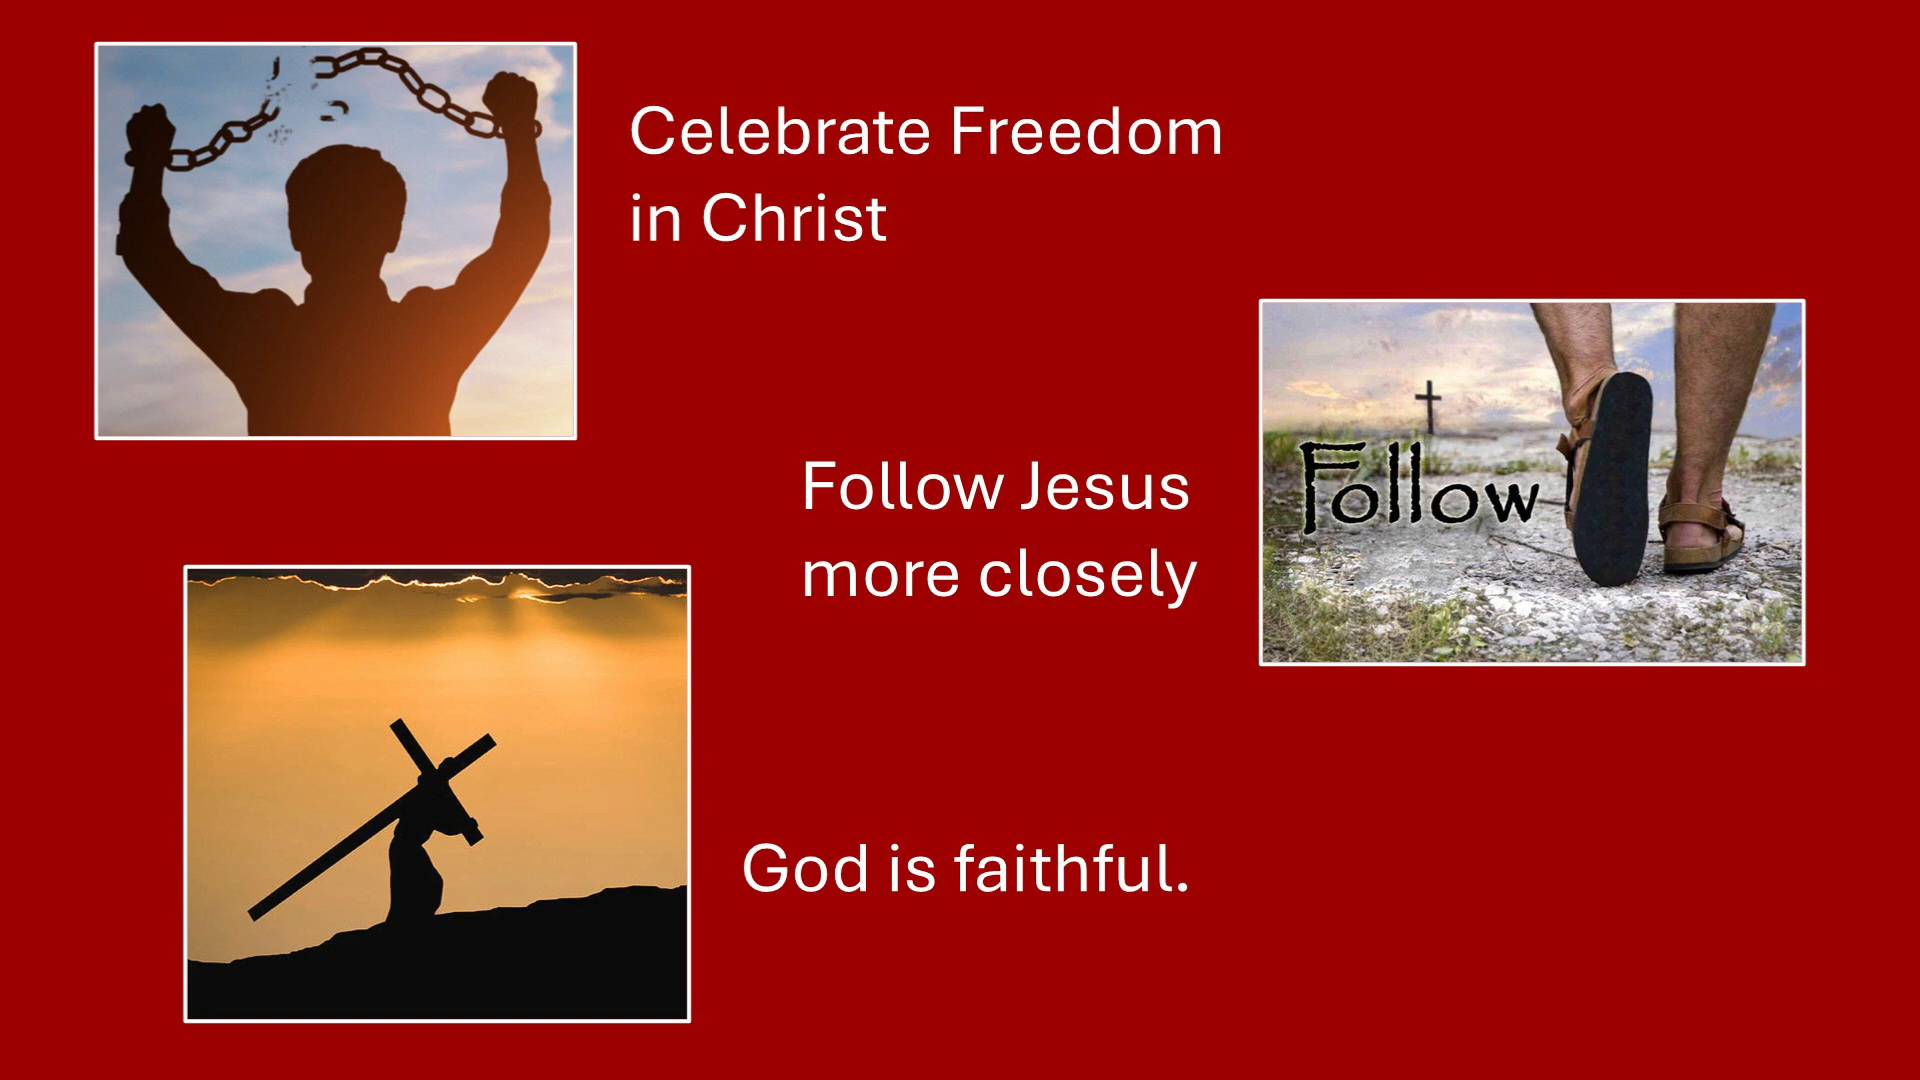 Celebrate Freedom
in Christ
Follow Jesus
more closely
Follow
God is faithful.